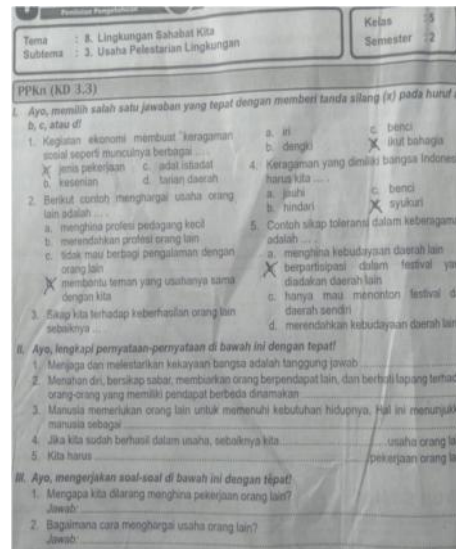 Penilaian Pengetahuan
Tema : 8. Lingkungan Sahabat Kita
Subtema : 3. Usaha Pelestarian Lingkungan
Kelas : 5
Semester : 2
PPKn (KD 3.3)
I. Ayo, memilih salah satu jawaban yang tepat dengan memberi tanda silang (x) pada huruf
b, c, atau d!
1. Kegiatan ekonomi membuat keragaman
sosial seperti munculnya berbagai ....
a. jenis pekerjaan c. adat istiadat
b. kesenian d. tarian daerah
2. Berikut contoh menghargai usaha orang
lain adalah ....
a. menghina profesi pedagang kecil
b. merendahkan profesi orang lain
c. tidak mau berbagi pengalaman dengan
orang lain
membantu teman yang usahanya sama
dengan kita
3. Sikap kita terhadap keberhasilan orang lain
sebaiknya ....
a. iri c. benci
b. dengki ikut bahagia
4. Keragaman yang dimiliki bangsa Indones
harus kita ....
a. jauhi c. benci
b. hindari syukuri
5. Contoh sikap toleransi dalam keberagam
adalah ....
a. menghina kebudayaan daerah lain
berpartisipasi dalam festival ya
diadakan daerah lain
c. hanya mau menonton festival d
daerah sendiri
d. merendahkan kebudayaan daerah lain
II. Ayo, lengkapi pernyataan-pernyataan di bawah ini dengan tepat!
1. Menjaga dan melestarikan kekayaan bangsa adalah tanggung jawab
2. Menahan diri, bersikap sabar, membiarkan orang berpendapat lain, dan berhati lapang terhad
orang-orang yang memiliki pendapat berbeda dinamakan
3. Manusia memerlukan orang lain untuk memenuhi kebutuhan hidupnya. Hal ini menunjukk
manusia sebagai
4. Jika kita sudah berhasil dalam usaha, sebaiknya kita usaha orang la
5. Kita harus pekerjaan orang la
III. Ayo, mengerjakan soal-soal di bawah ini dengan tepat!
1. Mengapa kita dilarang menghina pekerjaan orang lain?
Jawab:
2. Bagaimana cara menghargai usaha orang lain?
Jawab: